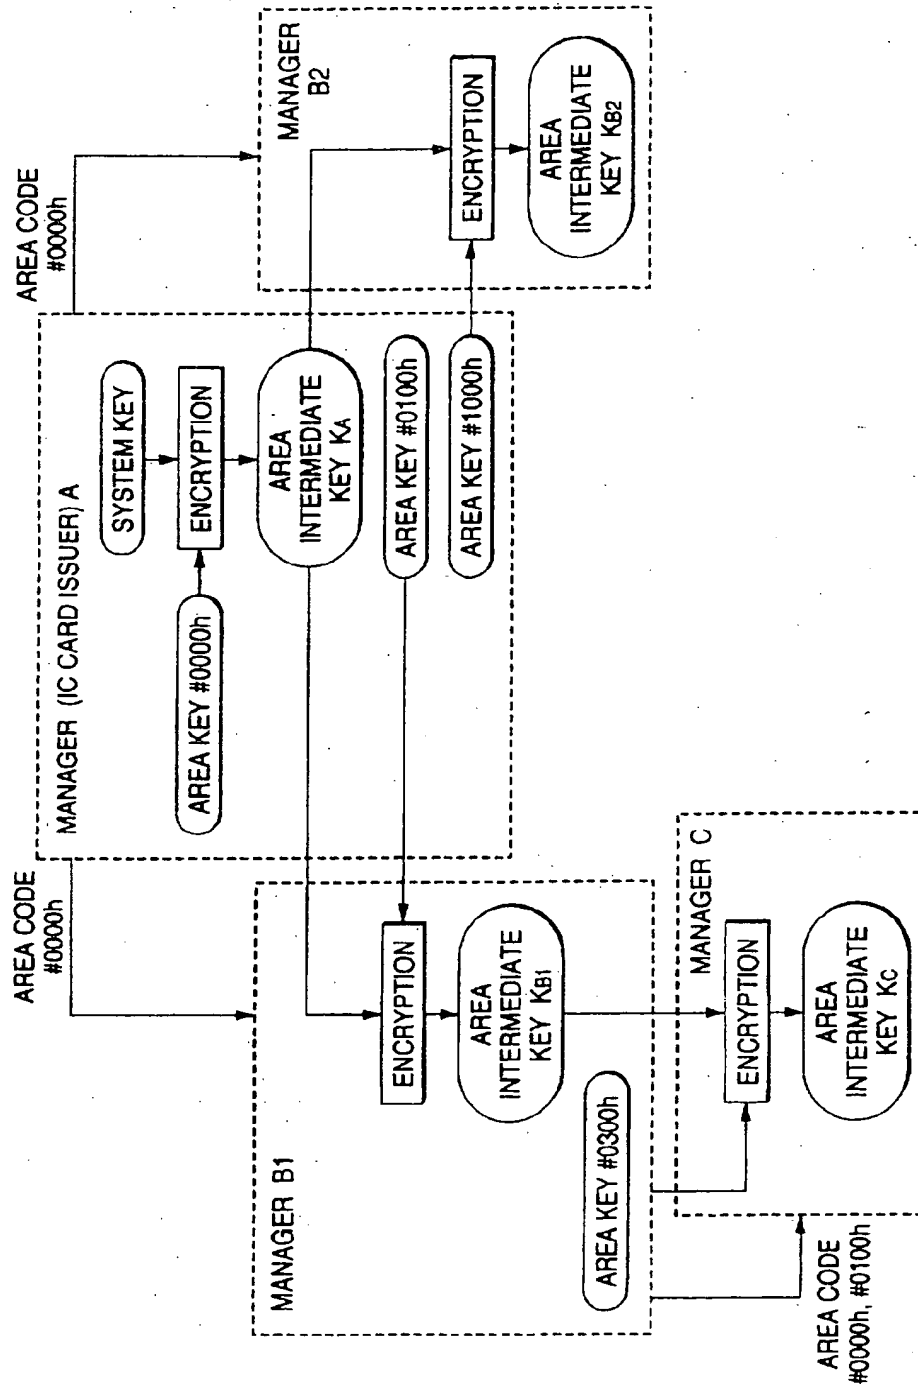 AREA CODE
#0000h
AREA CODE
#0000h
MANAGER (IC CARD ISSUER) A
SYSTEM KEY
AREA KEY #0000h
ENCRYPTION
AREA
INTERMEDIATE
KEY KA
AREA KEY #0100h
AREA KEY #1000h
MANAGER B1
ENCRYPTION
AREA
INTERMEDIATE
KEY KB1
AREA KEY #0300h
MANAGER
B2
ENCRYPTION
AREA
INTERMEDIATE
KEY KB2
MANAGER C
ENCRYPTION
AREA
INTERMEDIATE
KEY KC
AREA CODE
#0000h, #0100h